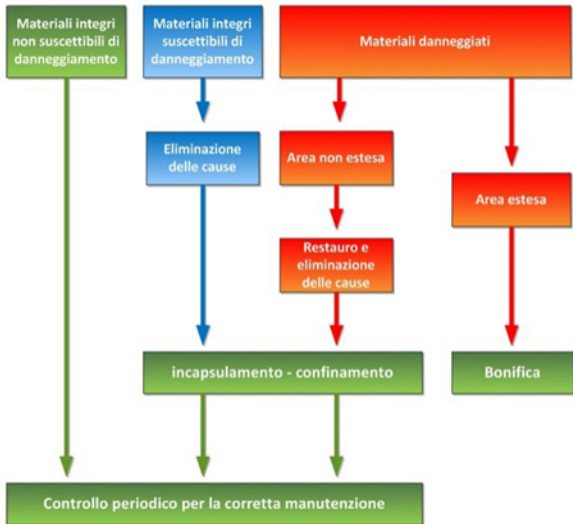 Materiali integri
non suscettibili di
danneggiamento
Materiali integri
suscettibili di
danneggiamento
Materiali danneggiati
Eliminazione
delle cause
Area non estesa
Area estesa
Restauro e
eliminazione
delle cause
incapsulamento - confinamento
Bonifica
Controllo periodico per la corretta manutenzione